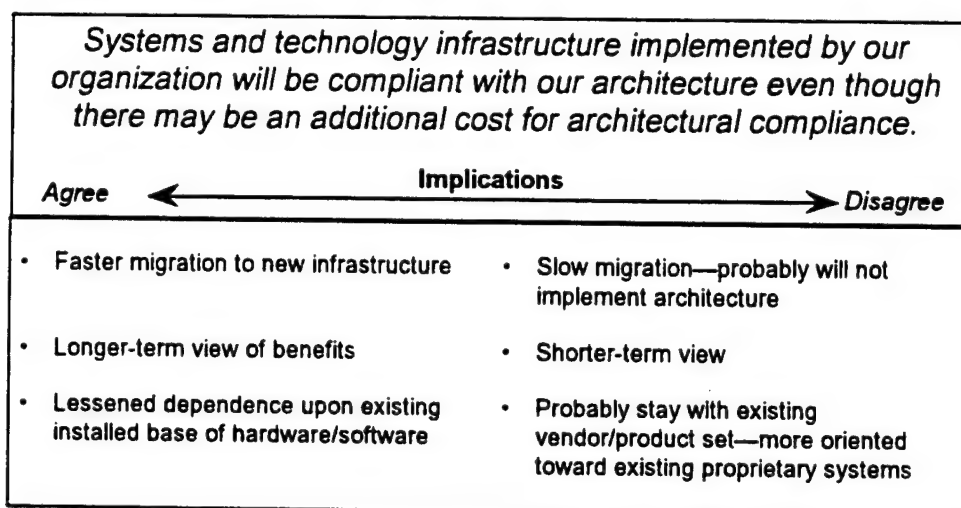 Systems and technology infrastructure implemented by our
organization will be compliant with our architecture even though
there may be an additional cost for architectural compliance.
Implications
Agree
Disagree
• Faster migration to new infrastructure
• Slow migration—probably will not
implement architecture
• Longer-term view of benefits
• Shorter-term view
• Lessened dependence upon existing
installed base of hardware/software
• Probably stay with existing
vendor/product set—more oriented
toward existing proprietary systems